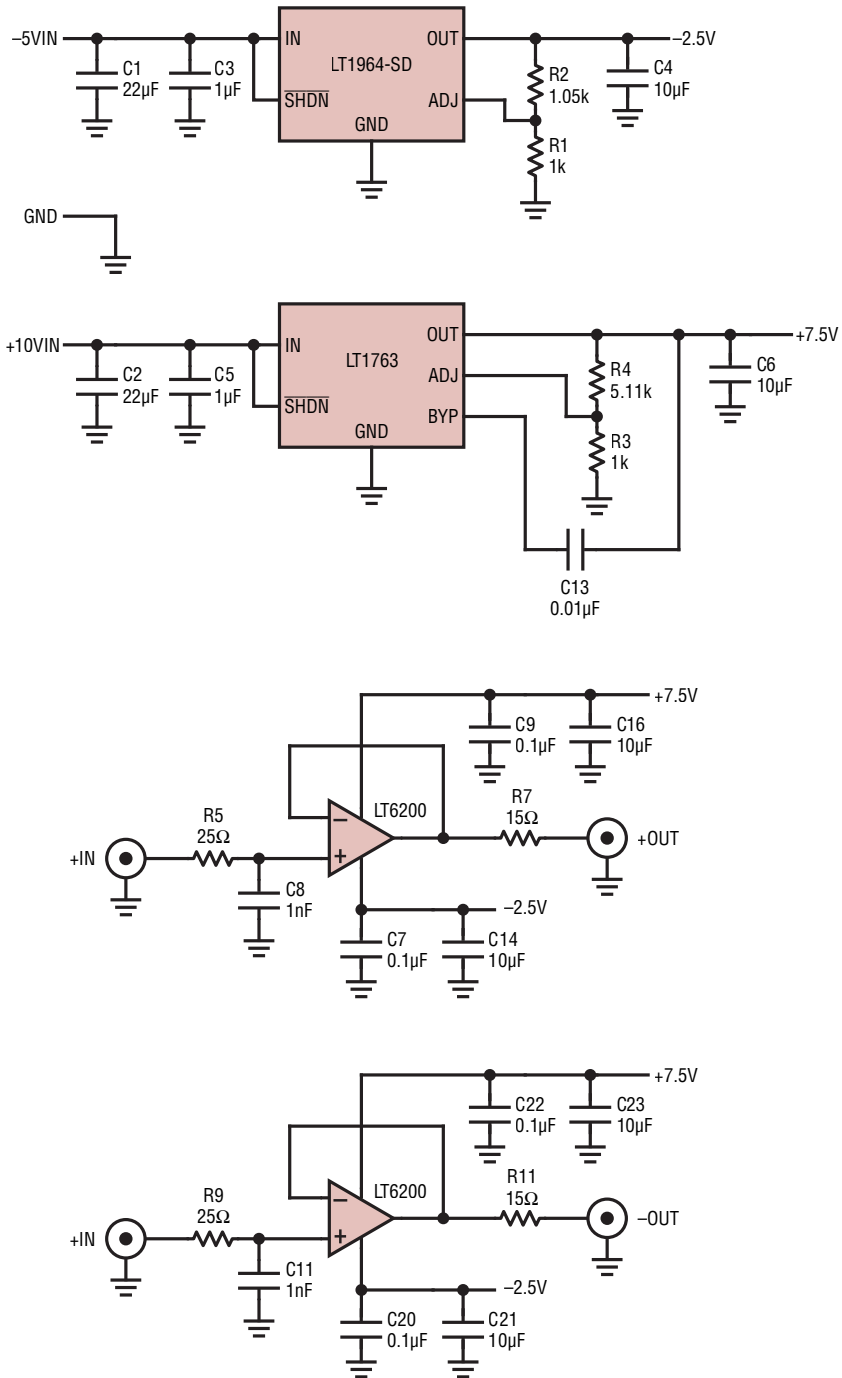 –5VIN
C1
22µF
C3
1µF
IN
OUT
LT1964-SD
SHDN
ADJ
GND
R2
1.05k
R1
1k
–2.5V
C4
10µF
GND
+10VIN
C2
22µF
C5
1µF
IN
OUT
LT1763
ADJ
SHDN
BYP
GND
R4
5.11k
R3
1k
+7.5V
C6
10µF
C13
0.01µF
+7.5V
C9
0.1µF
C16
10µF
LT6200
–
+
R5
25Ω
+IN
C8
1nF
R7
15Ω
+OUT
–2.5V
C7
0.1µF
C14
10µF
+7.5V
C22
0.1µF
C23
10µF
LT6200
–
+
R9
25Ω
+IN
C11
1nF
R11
15Ω
–OUT
–2.5V
C20
0.1µF
C21
10µF